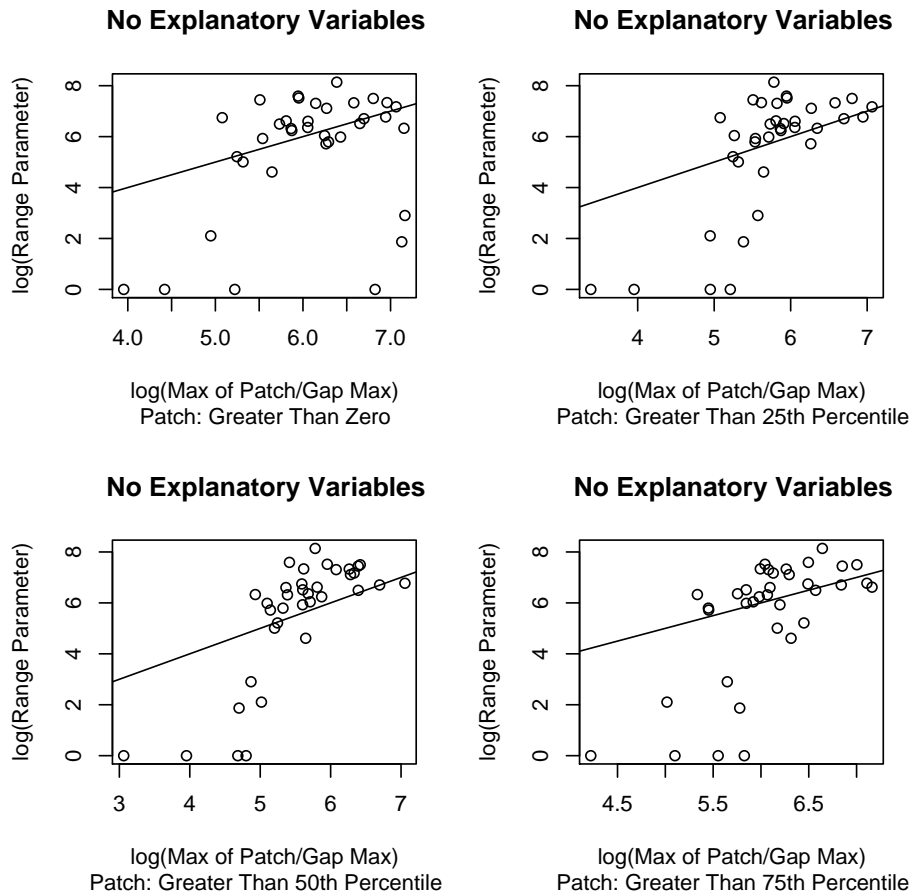 No Explanatory Variables
log(Range Parameter)
8
6
4
2
0
4.0 5.0 6.0 7.0
log(Max of Patch/Gap Max)
Patch: Greater Than Zero
No Explanatory Variables
log(Range Parameter)
8
6
4
2
0
4 5 6 7
log(Max of Patch/Gap Max)
Patch: Greater Than 25th Percentile
No Explanatory Variables
log(Range Parameter)
8
6
4
2
0
3 4 5 6 7
log(Max of Patch/Gap Max)
Patch: Greater Than 50th Percentile
No Explanatory Variables
log(Range Parameter)
8
6
4
2
0
4.5 5.5 6.5
log(Max of Patch/Gap Max)
Patch: Greater Than 75th Percentile